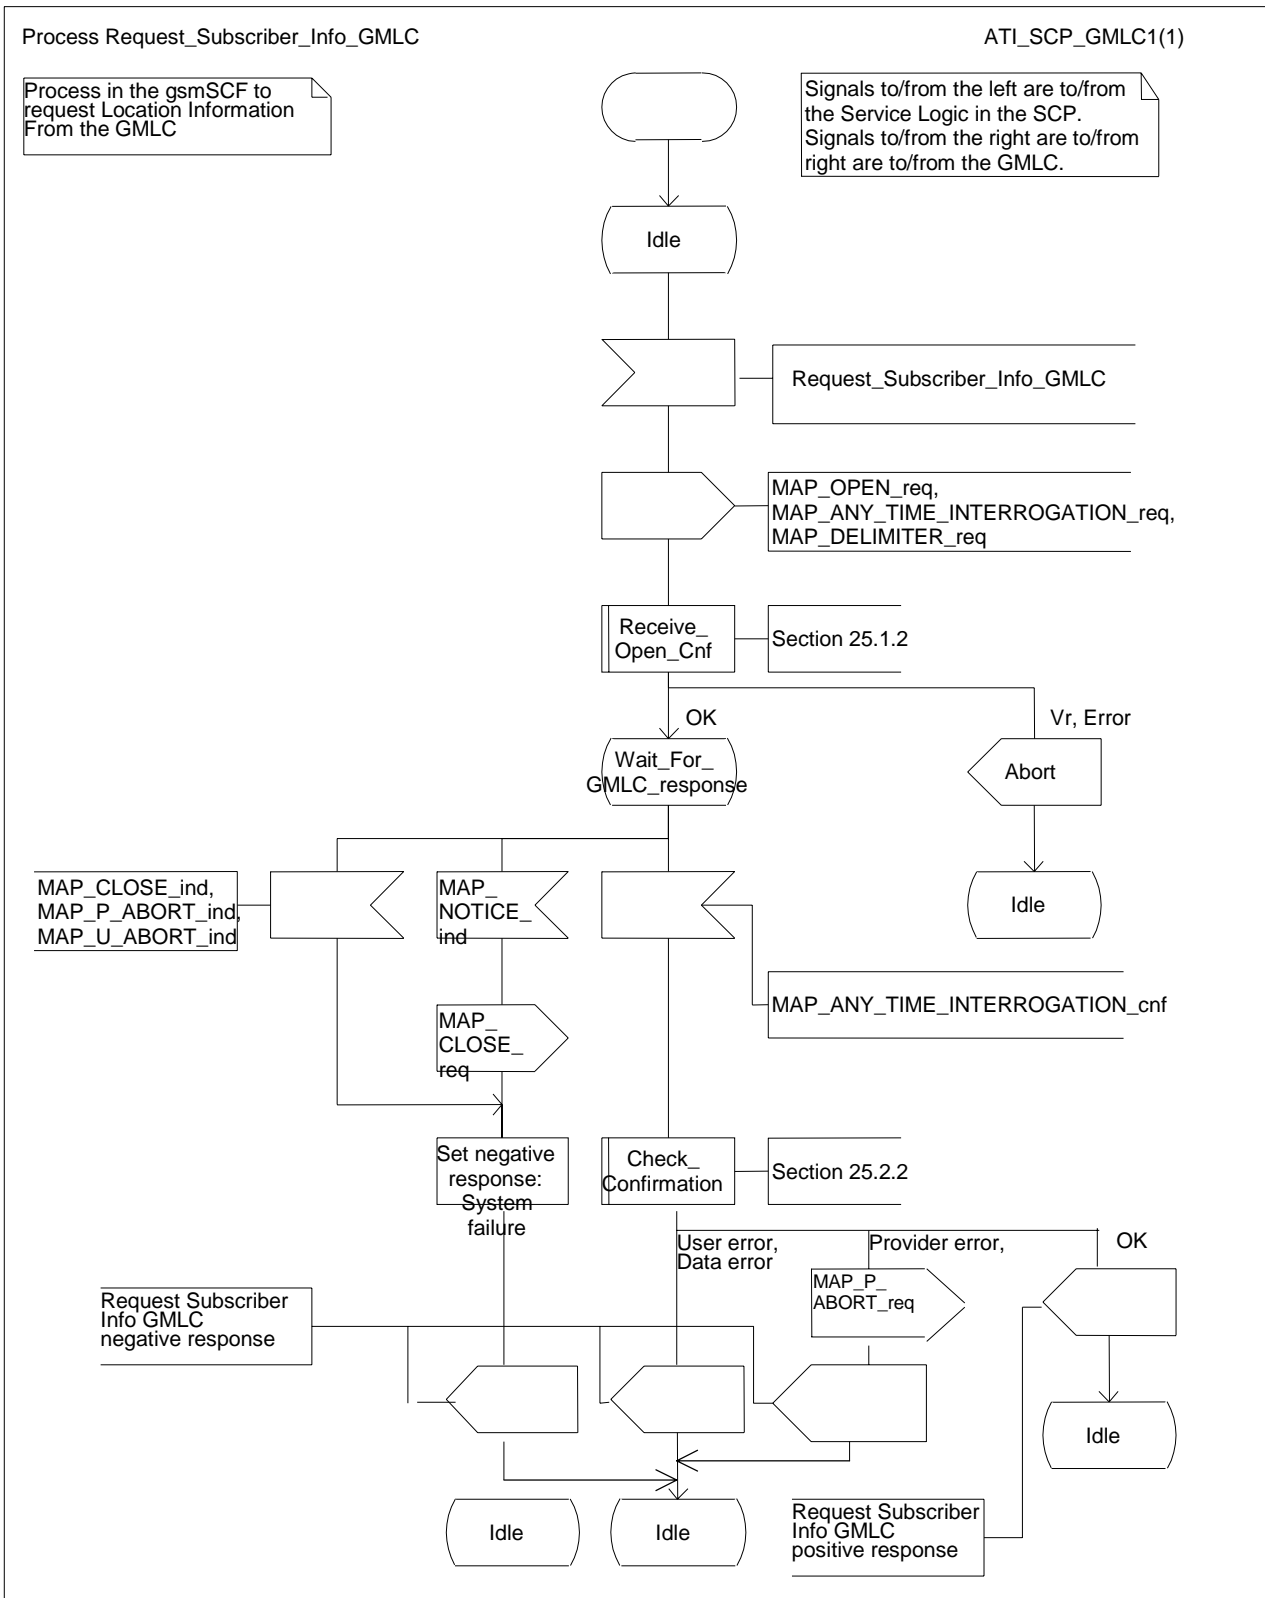 Process Request_Subscriber_Info_GMLC
ATI_SCP_GMLC1(1)
Process in the gsmSCF to
request Location Information
From the GMLC
Signals to/from the left are to/from
the Service Logic in the SCP.
Signals to/from the right are to/from
right are to/from the GMLC.
Idle
Request_Subscriber_Info_GMLC
MAP_OPEN_req,
MAP_ANY_TIME_INTERROGATION_req,
MAP_DELIMITER_req
Receive_
Open_Cnf
Section 25.1.2
OK
Vr, Error
Wait_For_
GMLC_response
Abort
MAP_CLOSE_ind,
MAP_P_ABORT_ind,
MAP_U_ABORT_ind
MAP_
NOTICE_
ind
Idle
MAP_ANY_TIME_INTERROGATION_cnf
MAP_
CLOSE_
req
Set negative
response:
System
failure
Check_
Confirmation
Section 25.2.2
User error,
Data error
Provider error,
OK
MAP_P_
ABORT_req
Request Subscriber
Info GMLC
negative response
Idle
Idle
Idle
Request Subscriber
Info GMLC
positive response